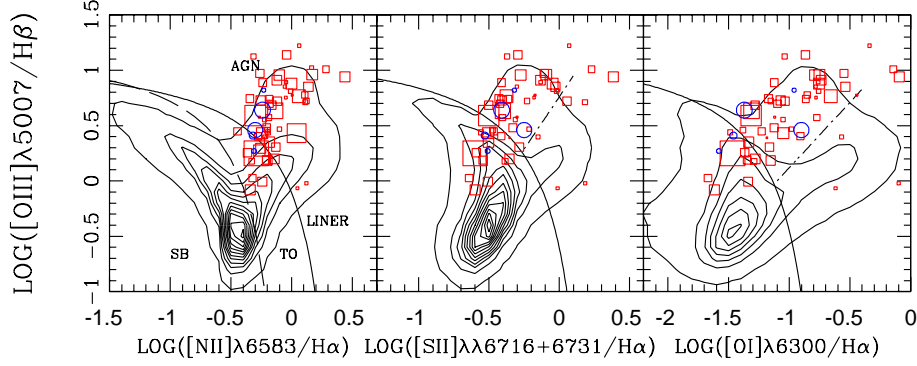 LOG([OIII]λ5007/Hβ)
1.5
1
0.5
0
−0.5
−1
AGN
LINER
SB
TO
-1.5 -1 -0.5 0 0.5
-1 -0.5 0 0.5
-2 -1.5 -1 -0.5 0
LOG([NII]λ6583/Hα)
LOG([SII]λλ6716+6731/Hα)
LOG([OI]λ6300/Hα)